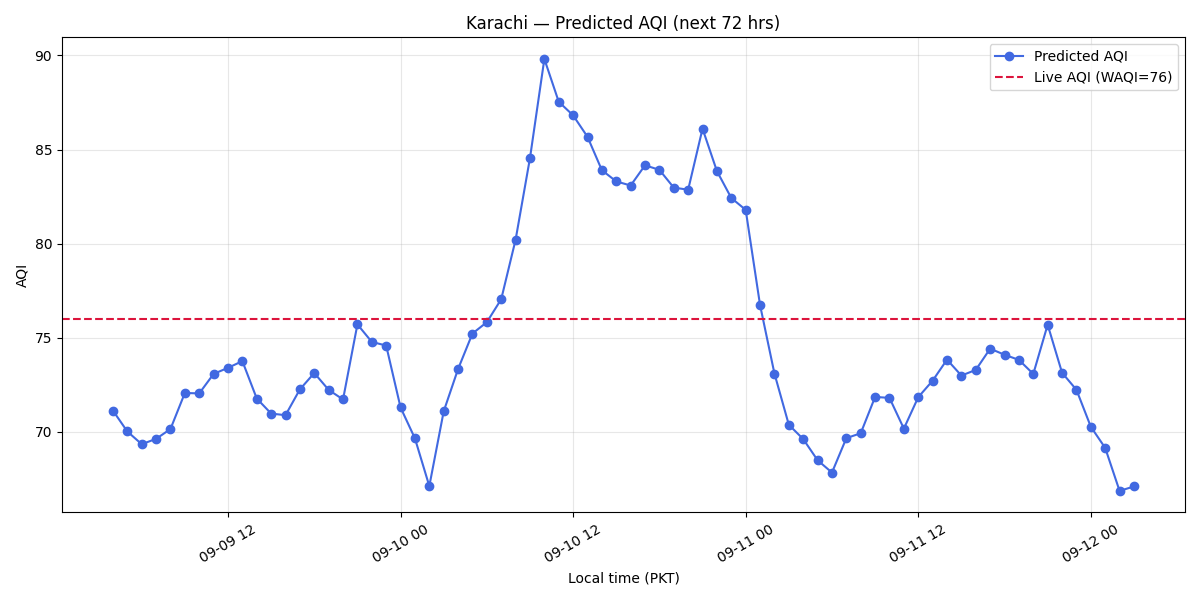 Karachi — Predicted AQI (next 72 hrs)
Predicted AQI
Live AQI (WAQI=76)
AQI
90
85
80
75
70
09-09 12
09-10 00
09-10 12
09-11 00
09-11 12
09-12 00
Local time (PKT)